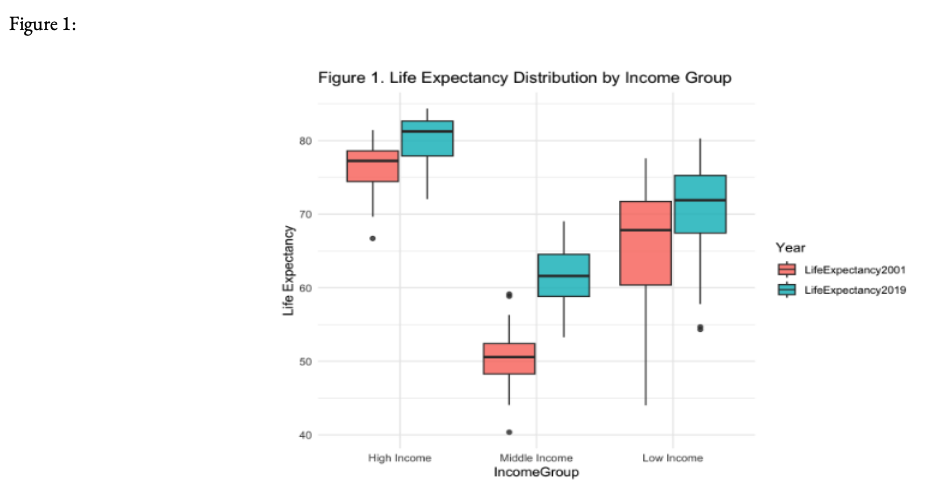 Figure 1:
Figure 1. Life Expectancy Distribution by Income Group
80
70
60
50
40
Life Expectancy
High Income
Middle Income
Low Income
IncomeGroup
Year
LifeExpectancy2001
LifeExpectancy2019